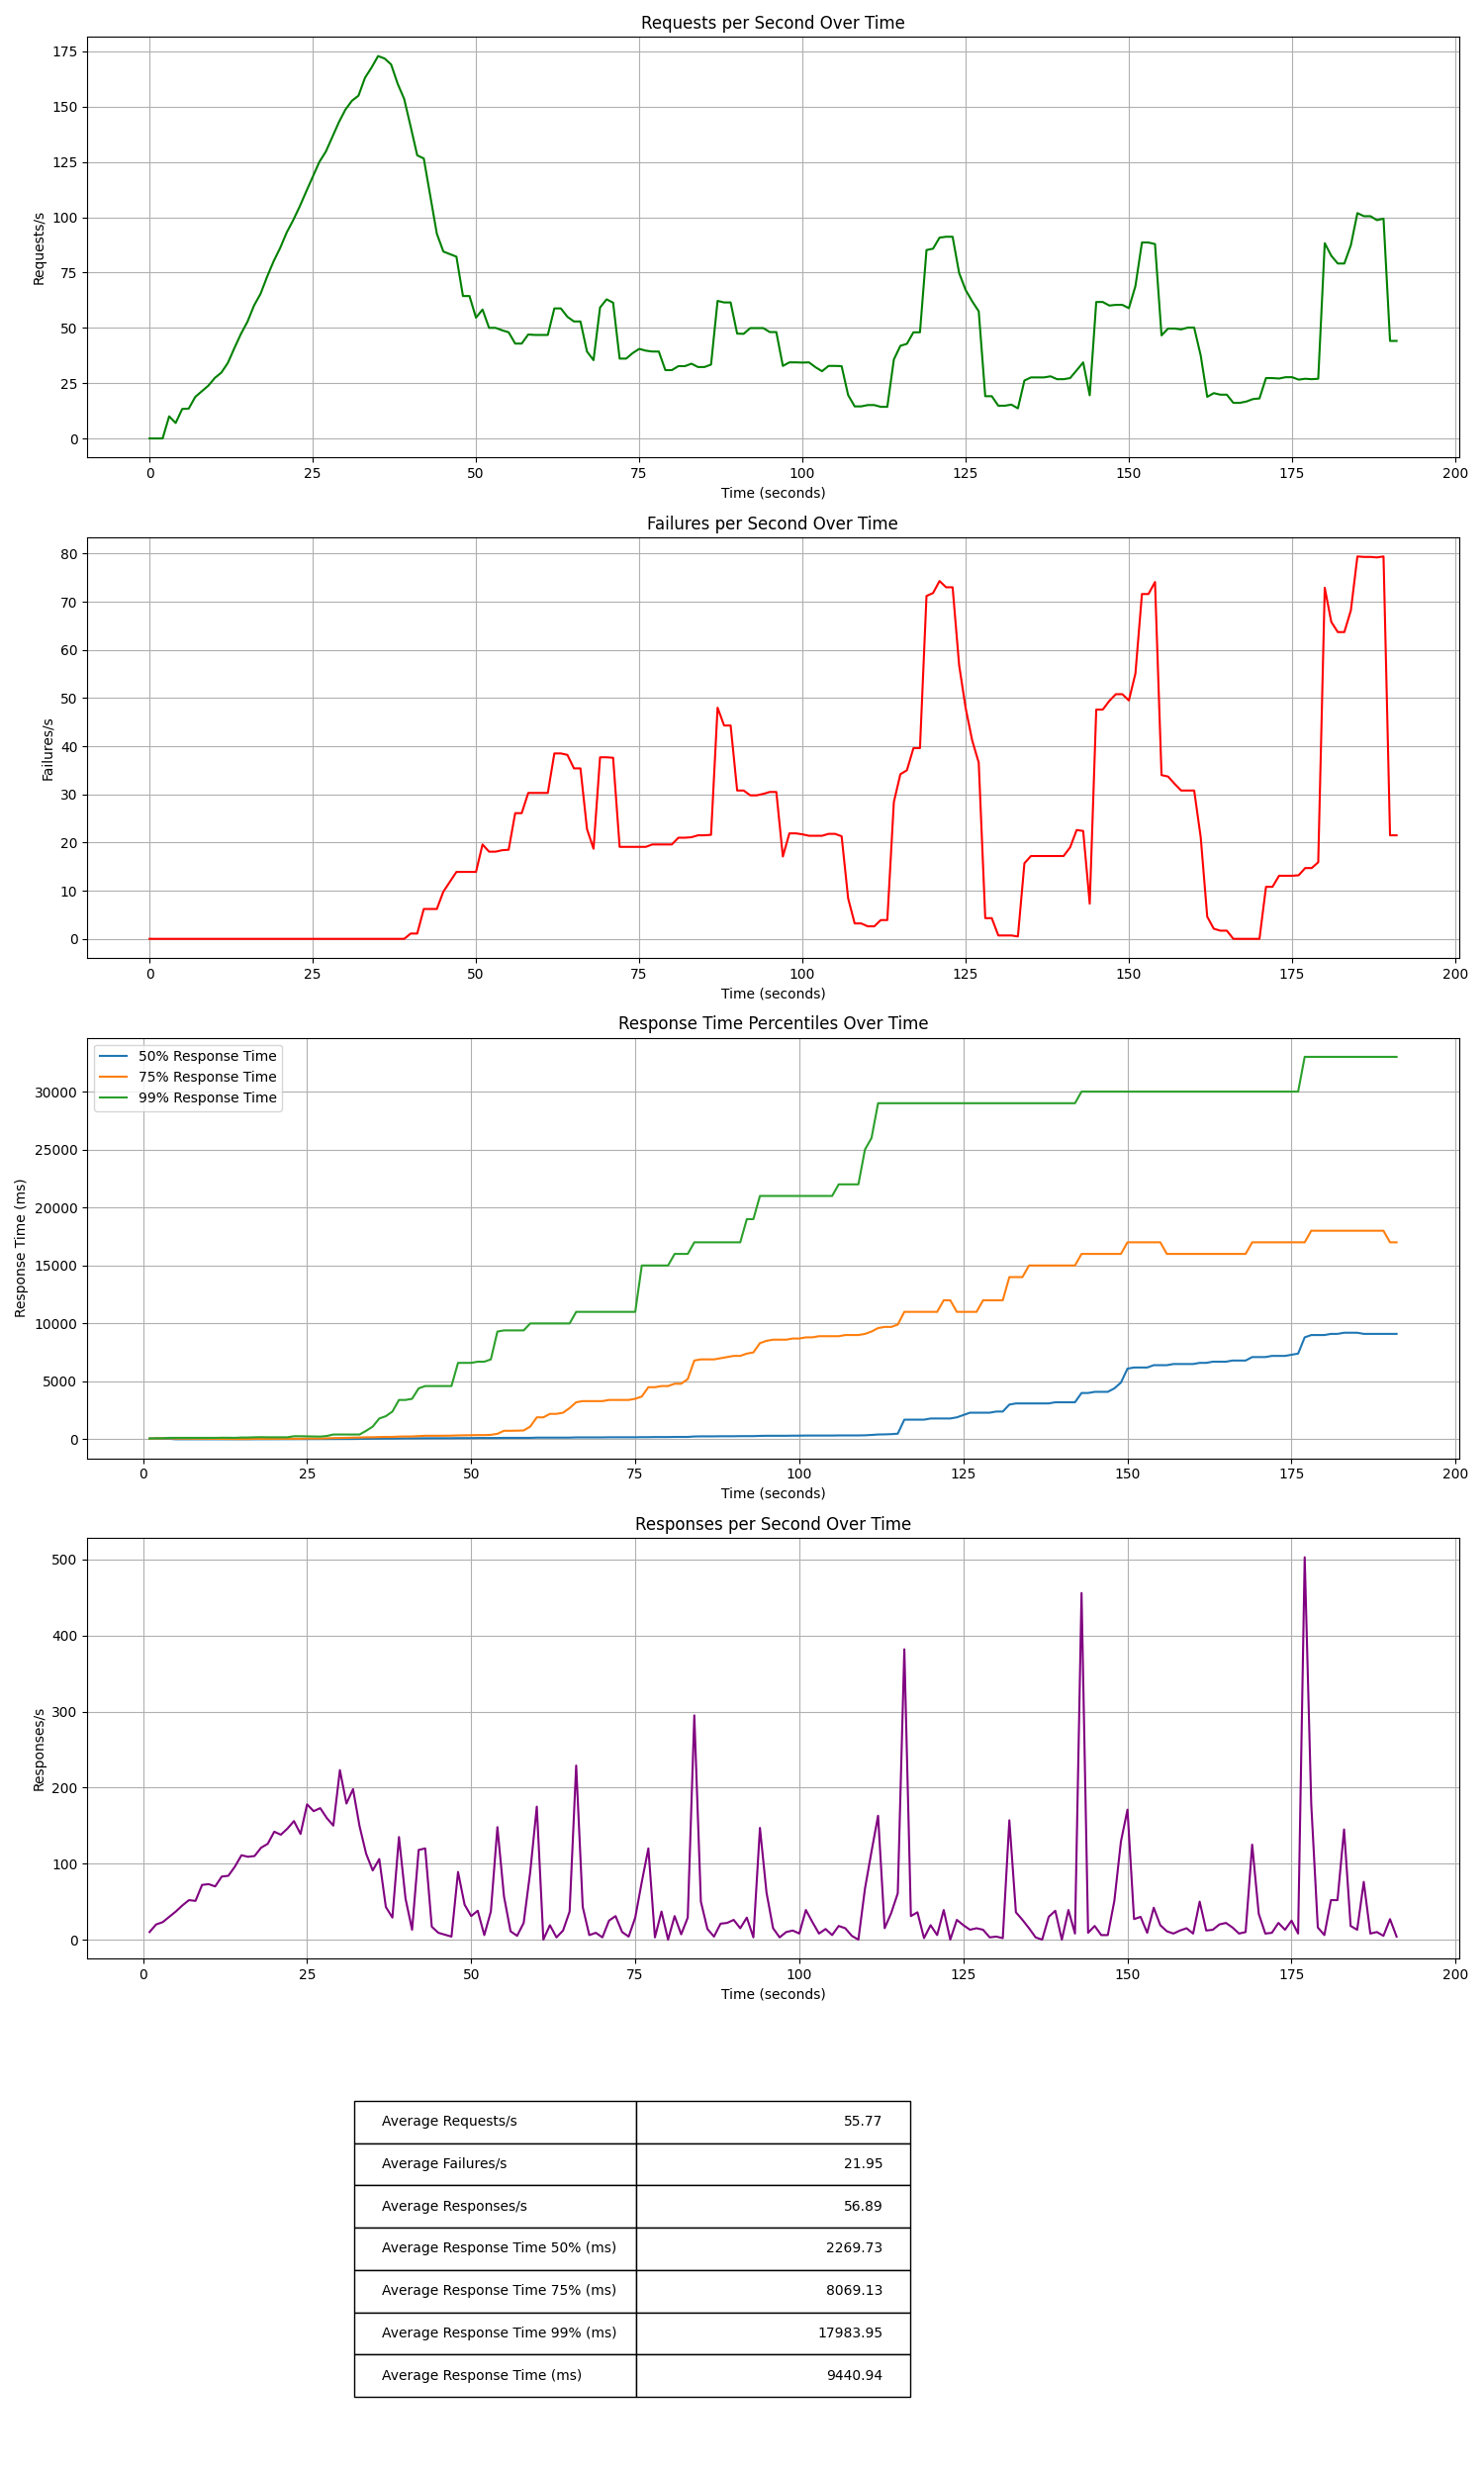 Requests per Second Over Time
175
150
125
100
75
50
25
0
Requests/s
0 25 50 75 100 125 150 175 200
Time (seconds)
Failures per Second Over Time
80
70
60
50
40
30
20
10
0
Failures/s
0 25 50 75 100 125 150 175 200
Time (seconds)
Response Time Percentiles Over Time
50% Response Time
75% Response Time
99% Response Time
30000
25000
20000
15000
10000
5000
0
Response Time (ms)
0 25 50 75 100 125 150 175 200
Time (seconds)
Responses per Second Over Time
500
400
300
200
100
0
Responses/s
0 25 50 75 100 125 150 175 200
Time (seconds)
Average Requests/s 55.77
Average Failures/s 21.95
Average Responses/s 56.89
Average Response Time 50% (ms) 2269.73
Average Response Time 75% (ms) 8069.13
Average Response Time 99% (ms) 17983.95
Average Response Time (ms) 9440.94